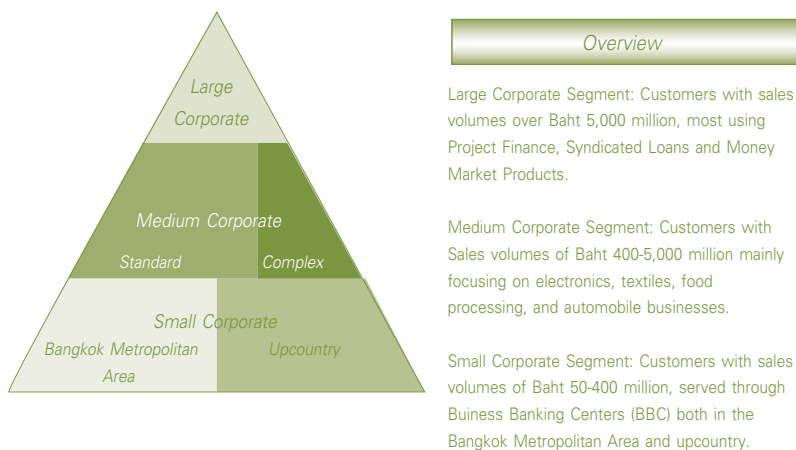 Large
Corporate
Medium Corporate
Standard Complex
Small Corporate
Bangkok Metropolitan Upcountry
Area
Overview
Large Corporate Segment: Customers with sales
volumes over Baht 5,000 million, most using
Project Finance, Syndicated Loans and Money
Market Products.
Medium Corporate Segment: Customers with
Sales volumes of Baht 400-5,000 million mainly
focusing on electronics, textiles, food
processing, and automobile businesses.
Small Corporate Segment: Customers with sales
volumes of Baht 50-400 million, served through
Buiness Banking Centers (BBC) both in the
Bangkok Metropolitan Area and upcountry.